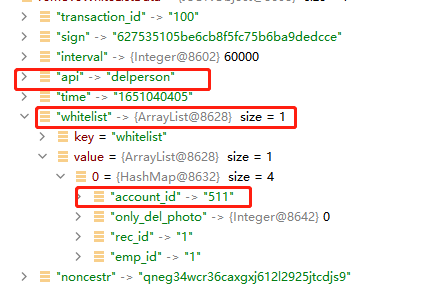 "transaction_id" -> "100"
"sign" -> "627535105be6cb8f5fc75b6ba9dedcce"
"interval" -> {Integer@8602} 60000
"api" -> "delperson"
"time" -> "1651040405"
"whitelist" -> {ArrayList@8628} size = 1
key = "whitelist"
value = {ArrayList@8628} size = 1
0 = {HashMap@8632} size = 4
"account_id" -> "511"
"only_del_photo" -> {Integer@8642} 0
"rec_id" -> "1"
"emp_id" -> "1"
"noncestr" -> "qneg34wcr36caxgxj612l2925jtcdjs9"